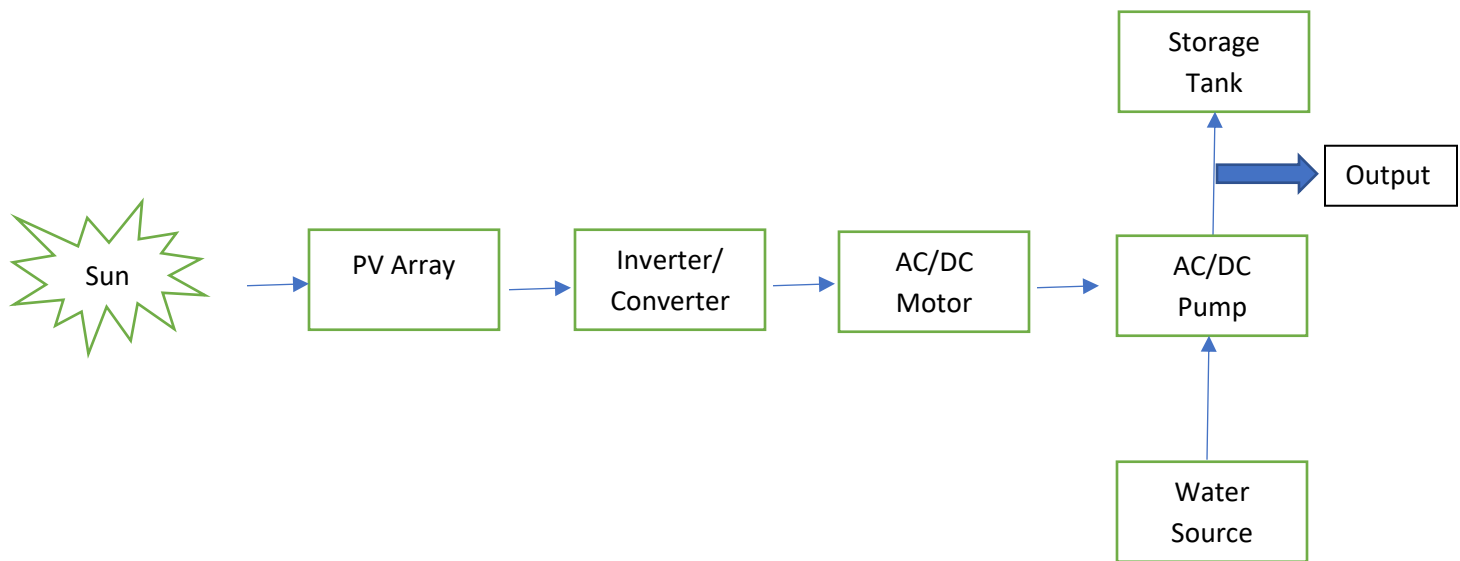 Storage
Tank
Output
Sun
PV Array
Inverter/
Converter
AC/DC
Motor
AC/DC
Pump
Water
Source